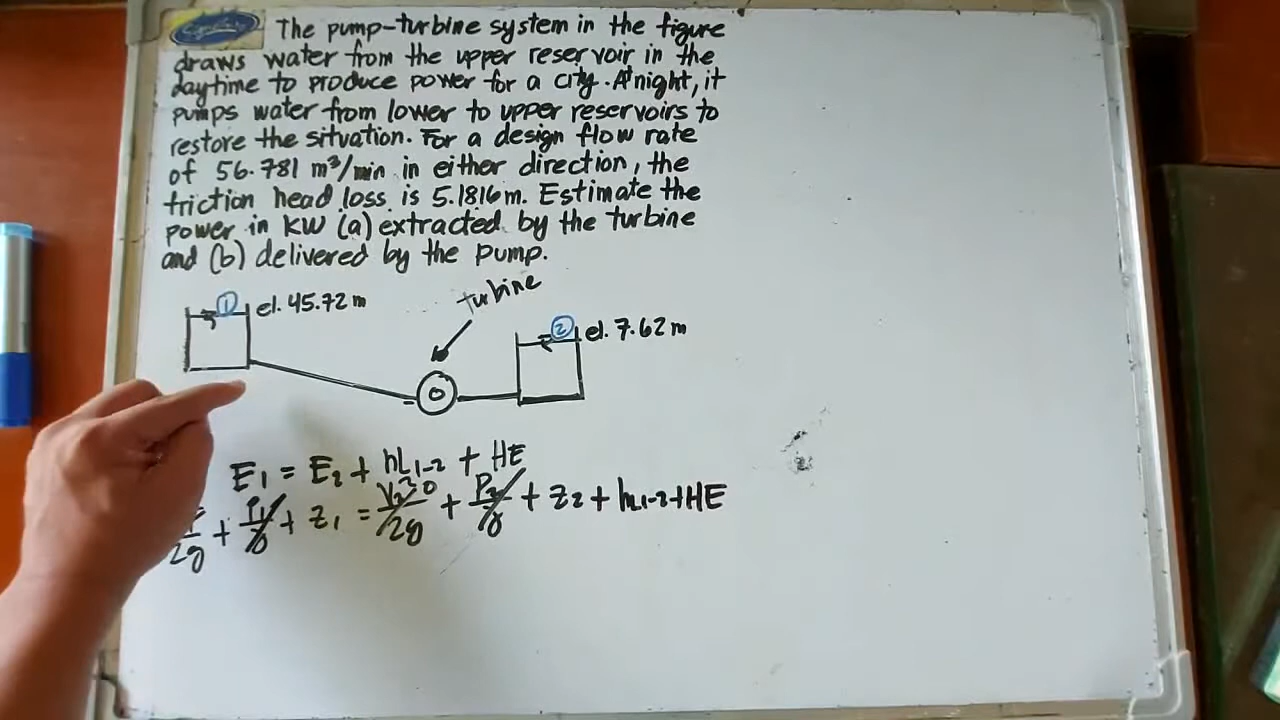 The pump-turbine system in the figure
draws water from the upper reservoir in the
daytime to produce power for a city. At night, it
pumps water from lower to upper reservoirs to
restore the situation. For a design flow rate
of 56.781 m³/min in either direction, the
friction head loss is 5.1816m. Estimate the
power in KW (a) extracted by the turbine
and (b) delivered by the pump.
turbine
① el. 45.72 m
② el. 7.62 m
E₁ = E₂ + hL₁₋₂ + HE
2g + P₁/γ + Z₁ = V₂²/2g 0 + P₂/γ + Z₂ + hL₁₋₂ + HE